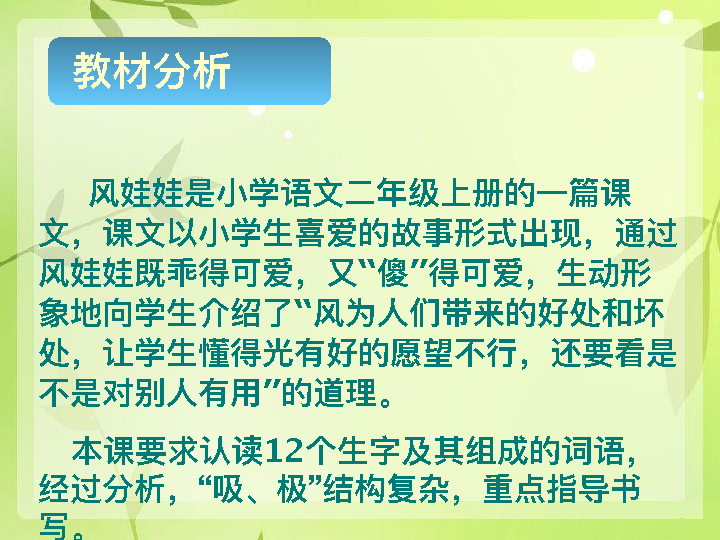 教材分析
风娃娃是小学语文二年级上册的一篇课
文，课文以小学生喜爱的故事形式出现，通过
风娃娃既乖得可爱，又“傻”得可爱，生动形
象地向学生介绍了“风为人们带来的好处和坏
处，让学生懂得光有好的愿望不行，还要看是
不是对别人有用”的道理。
本课要求认读12个生字及其组成的词语，
经过分析，“吸、极”结构复杂，重点指导书
写。